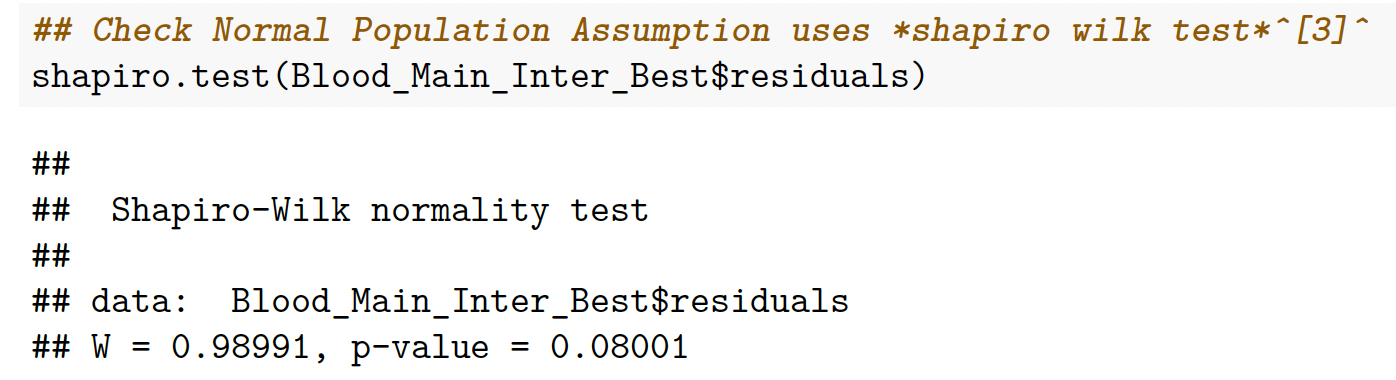 ## Check Normal Population Assumption uses *shapiro wilk test*^[3]^
shapiro.test(Blood_Main_Inter_Best$residuals)
##
##  Shapiro-Wilk normality test
##
## data:  Blood_Main_Inter_Best$residuals
## W = 0.98991, p-value = 0.08001